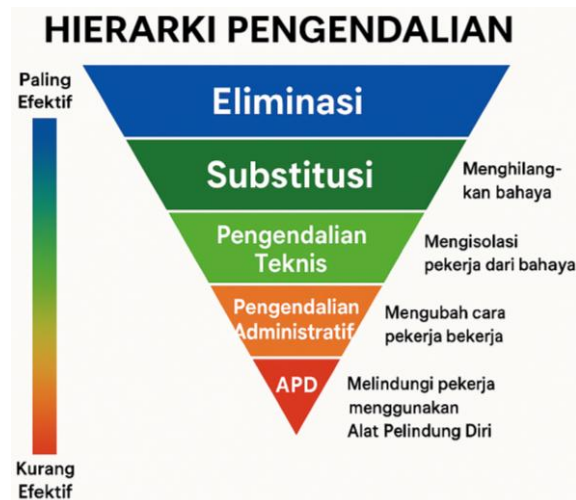 HIERARKI PENGENDALIAN
Paling
Efektif
Eliminasi
Substitusi
Menghilang-
kan bahaya
Pengendalian
Teknis
Mengisolasi
pekerja dari bahaya
Pengendalian
Administratif
Mengubah cara
pekerja bekerja
APD
Melindungi pekerja
menggunakan
Alat Pelindung Diri
Kurang
Efektif